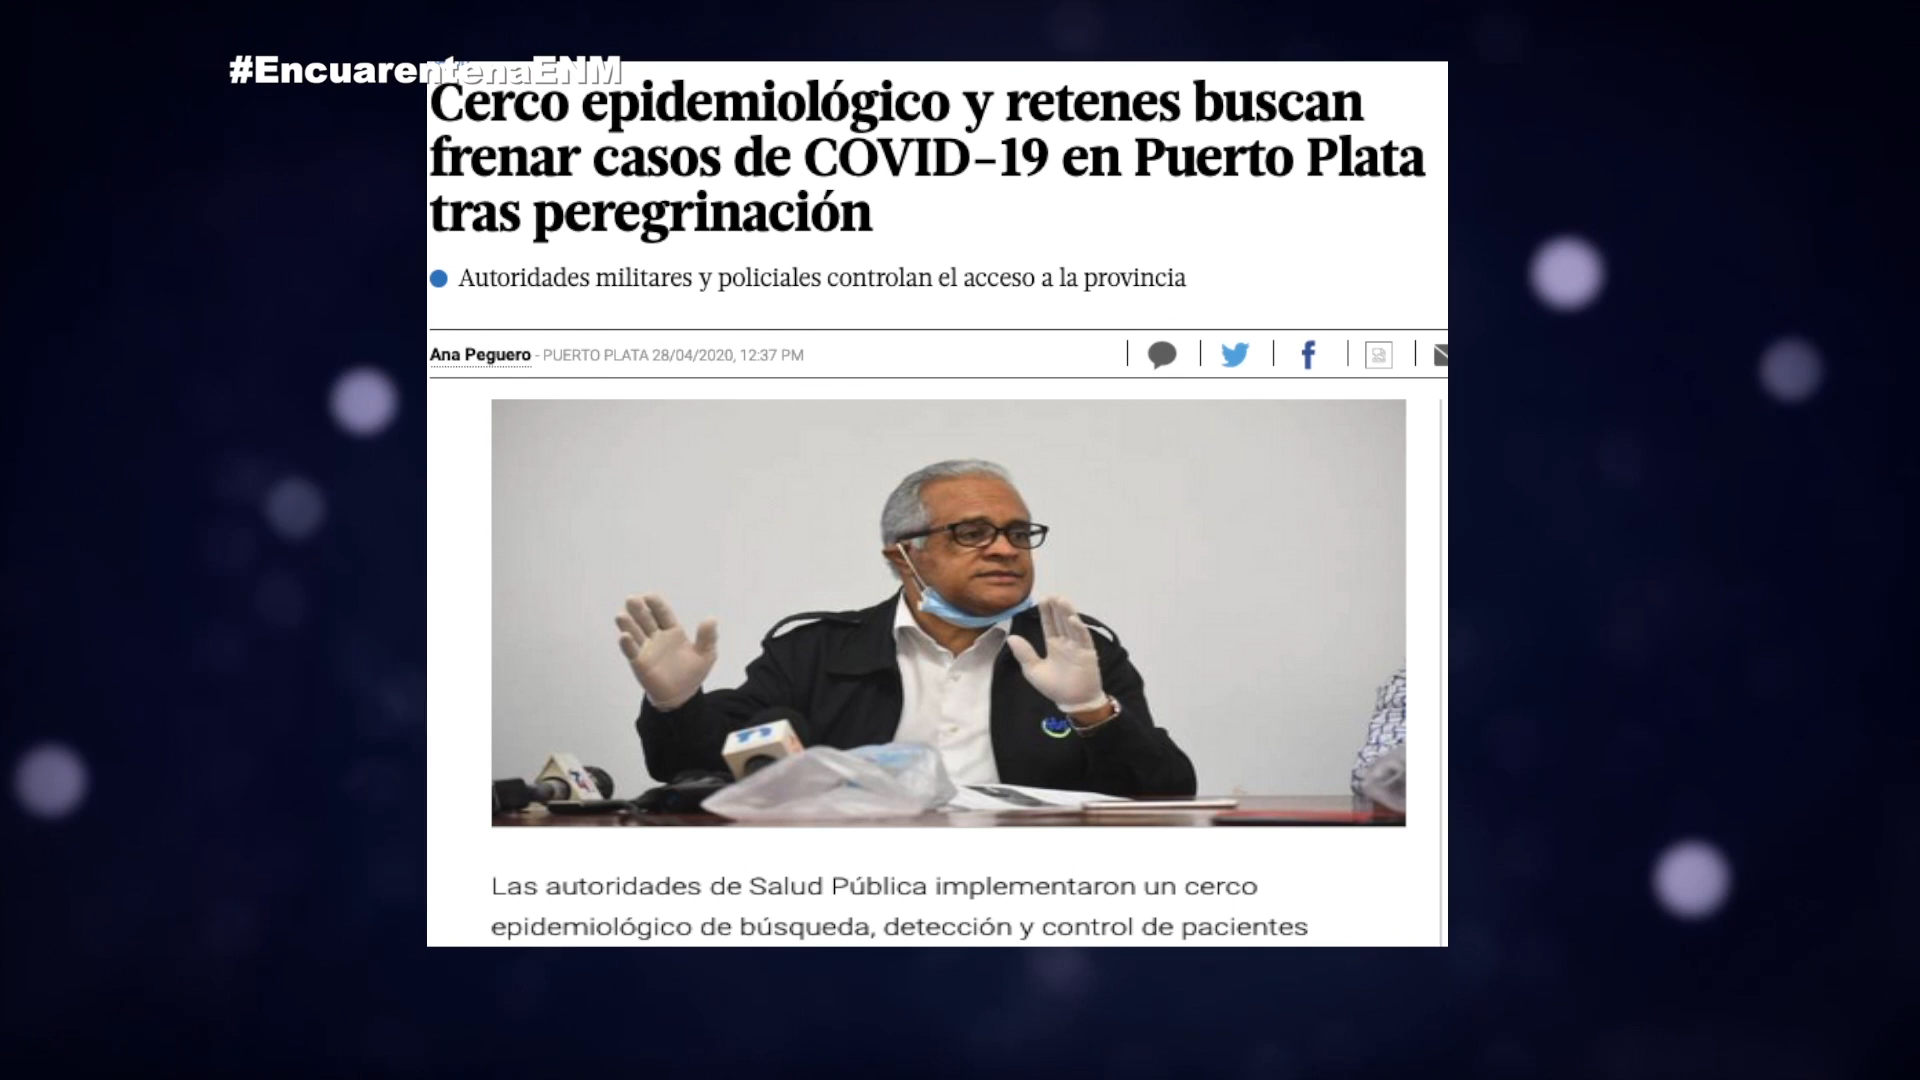 #EncuarentenaENM
Cerco epidemiológico y retenes buscan
frenar casos de COVID-19 en Puerto Plata
tras peregrinación
Autoridades militares y policiales controlan el acceso a la provincia
Ana Peguero - PUERTO PLATA 28/04/2020, 12:37 PM
Las autoridades de Salud Pública implementaron un cerco
epidemiológico de búsqueda, detección y control de pacientes